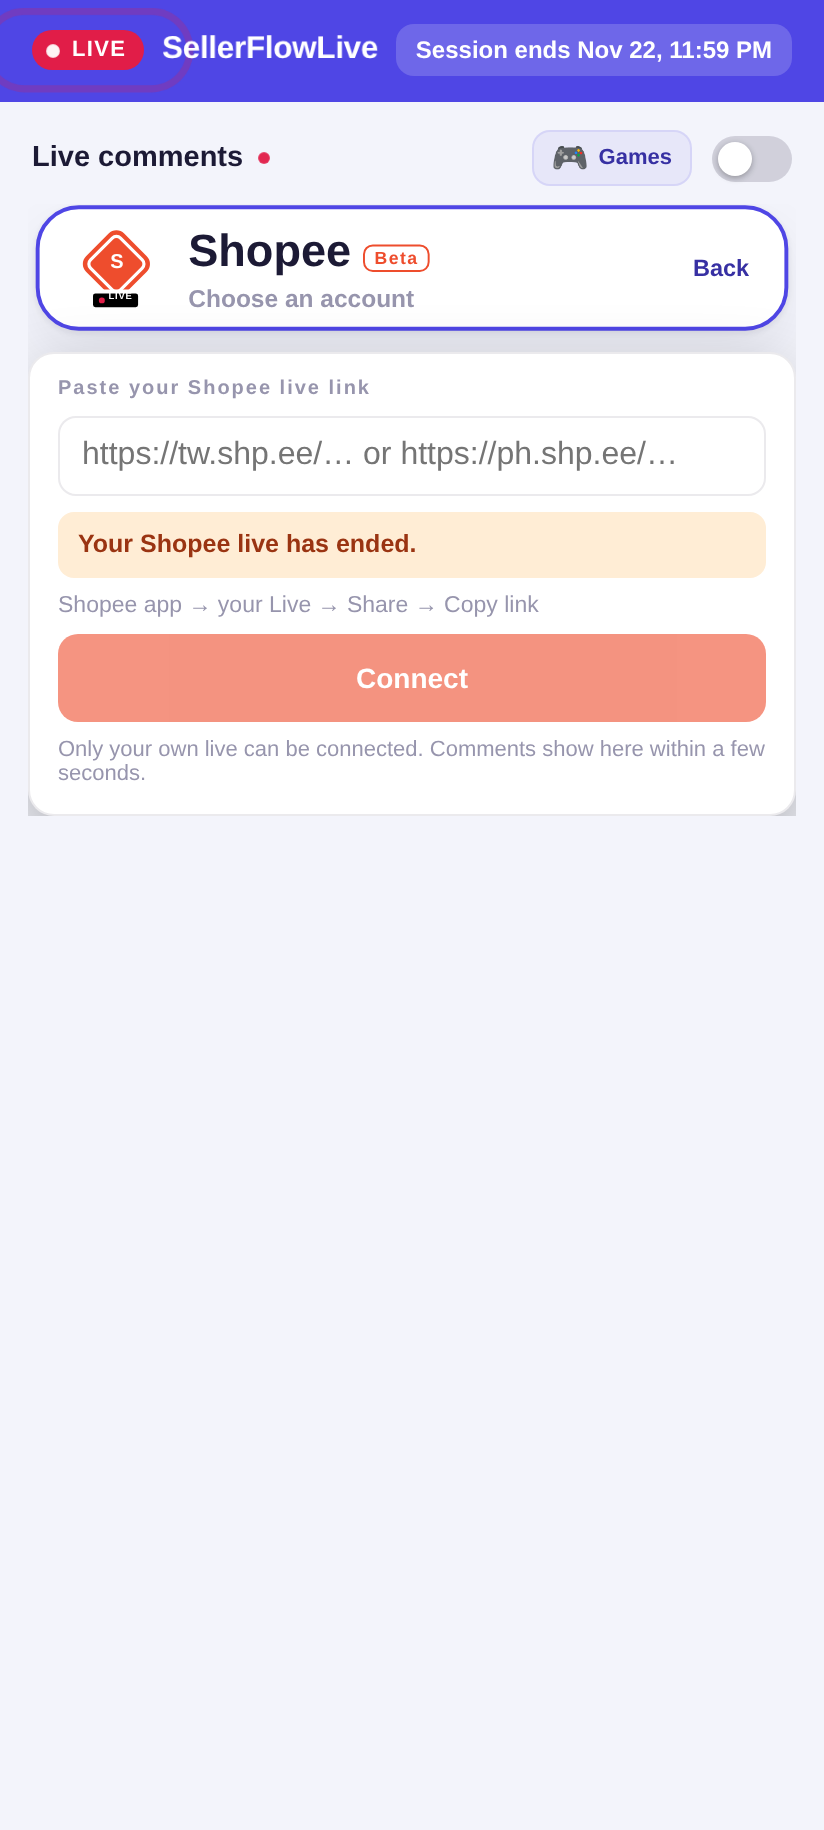 LIVE
SellerFlowLive
Session ends Nov 22, 11:59 PM
Live comments
🎮 Games
S
LIVE
Shopee
Beta
Choose an account
Back
Paste your Shopee live link
https://tw.shp.ee/… or https://ph.shp.ee/…
Your Shopee live has ended.
Shopee app → your Live → Share → Copy link
Connect
Only your own live can be connected. Comments show here within a few
seconds.